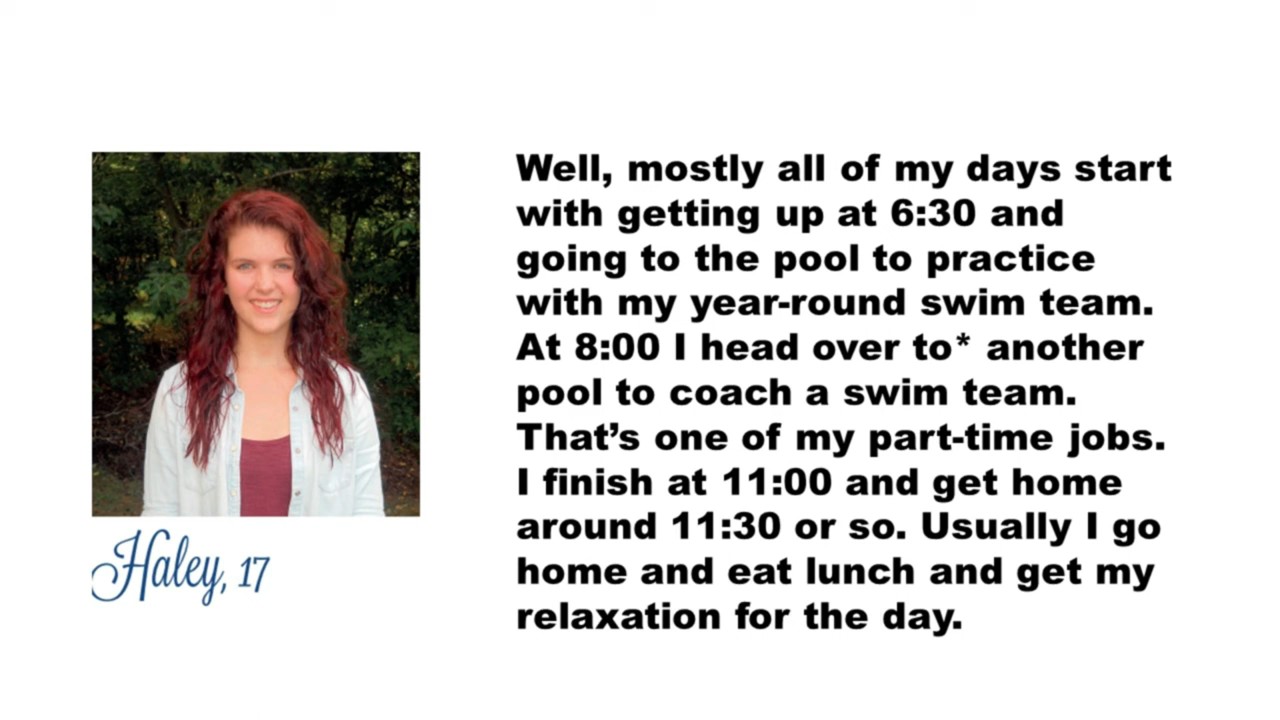 Well, mostly all of my days start
with getting up at 6:30 and
going to the pool to practice
with my year-round swim team.
At 8:00 I head over to* another
pool to coach a swim team.
That’s one of my part-time jobs.
I finish at 11:00 and get home
around 11:30 or so. Usually I go
home and eat lunch and get my
relaxation for the day.
Haley, 17